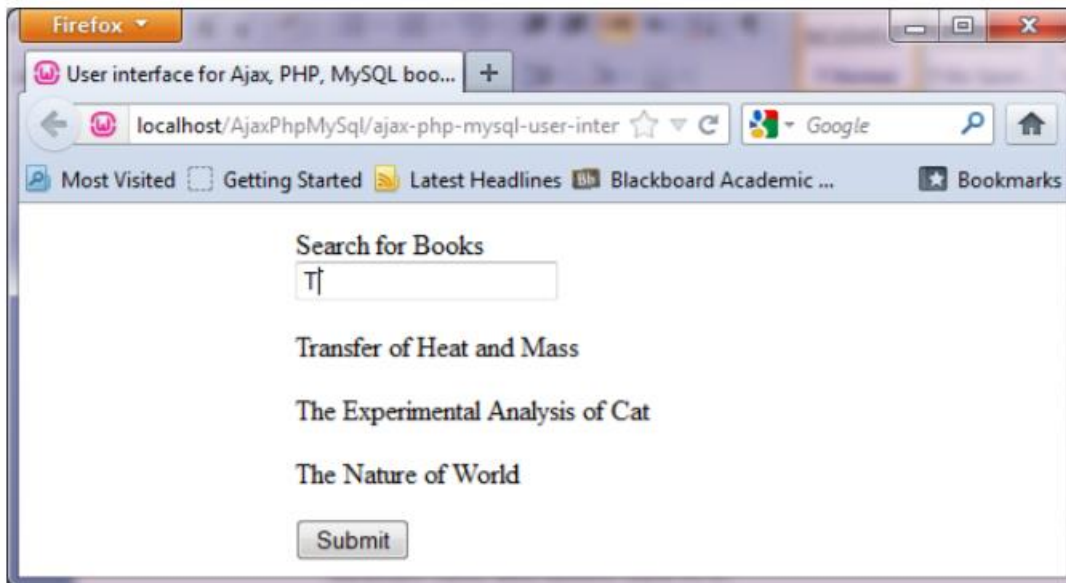 Firefox
User interface for Ajax, PHP, MySQL boo... +
localhost/AjaxPhpMySql/ajax-php-mysql-user-inter Google
Most Visited Getting Started Latest Headlines Blackboard Academic ... Bookmarks
Search for Books
T
Transfer of Heat and Mass
The Experimental Analysis of Cat
The Nature of World
Submit